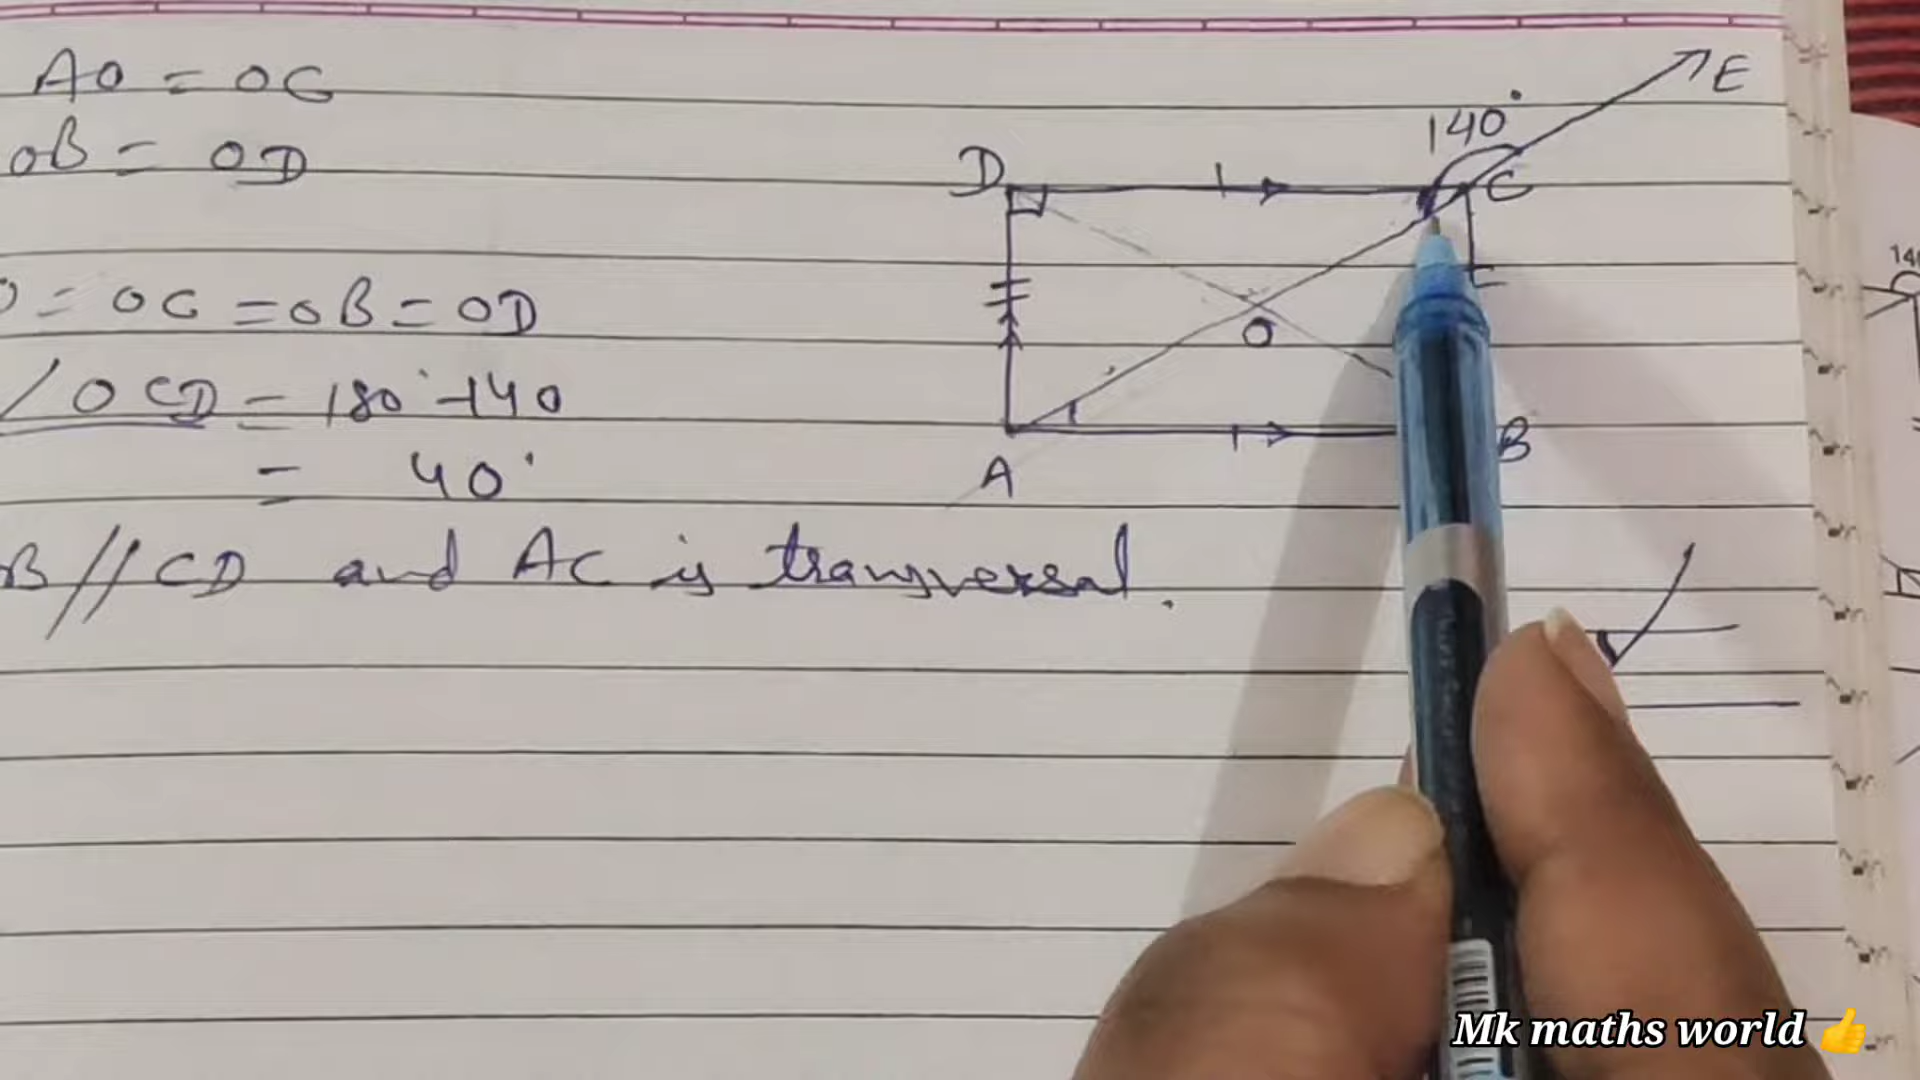 AO = OC
OB = OD
= OC = OB = OD
∠OCD = 180° - 140
= 40°
B // CD and AC is transversal.
E
140°
D
C
O
A
B
Mk maths world 👍